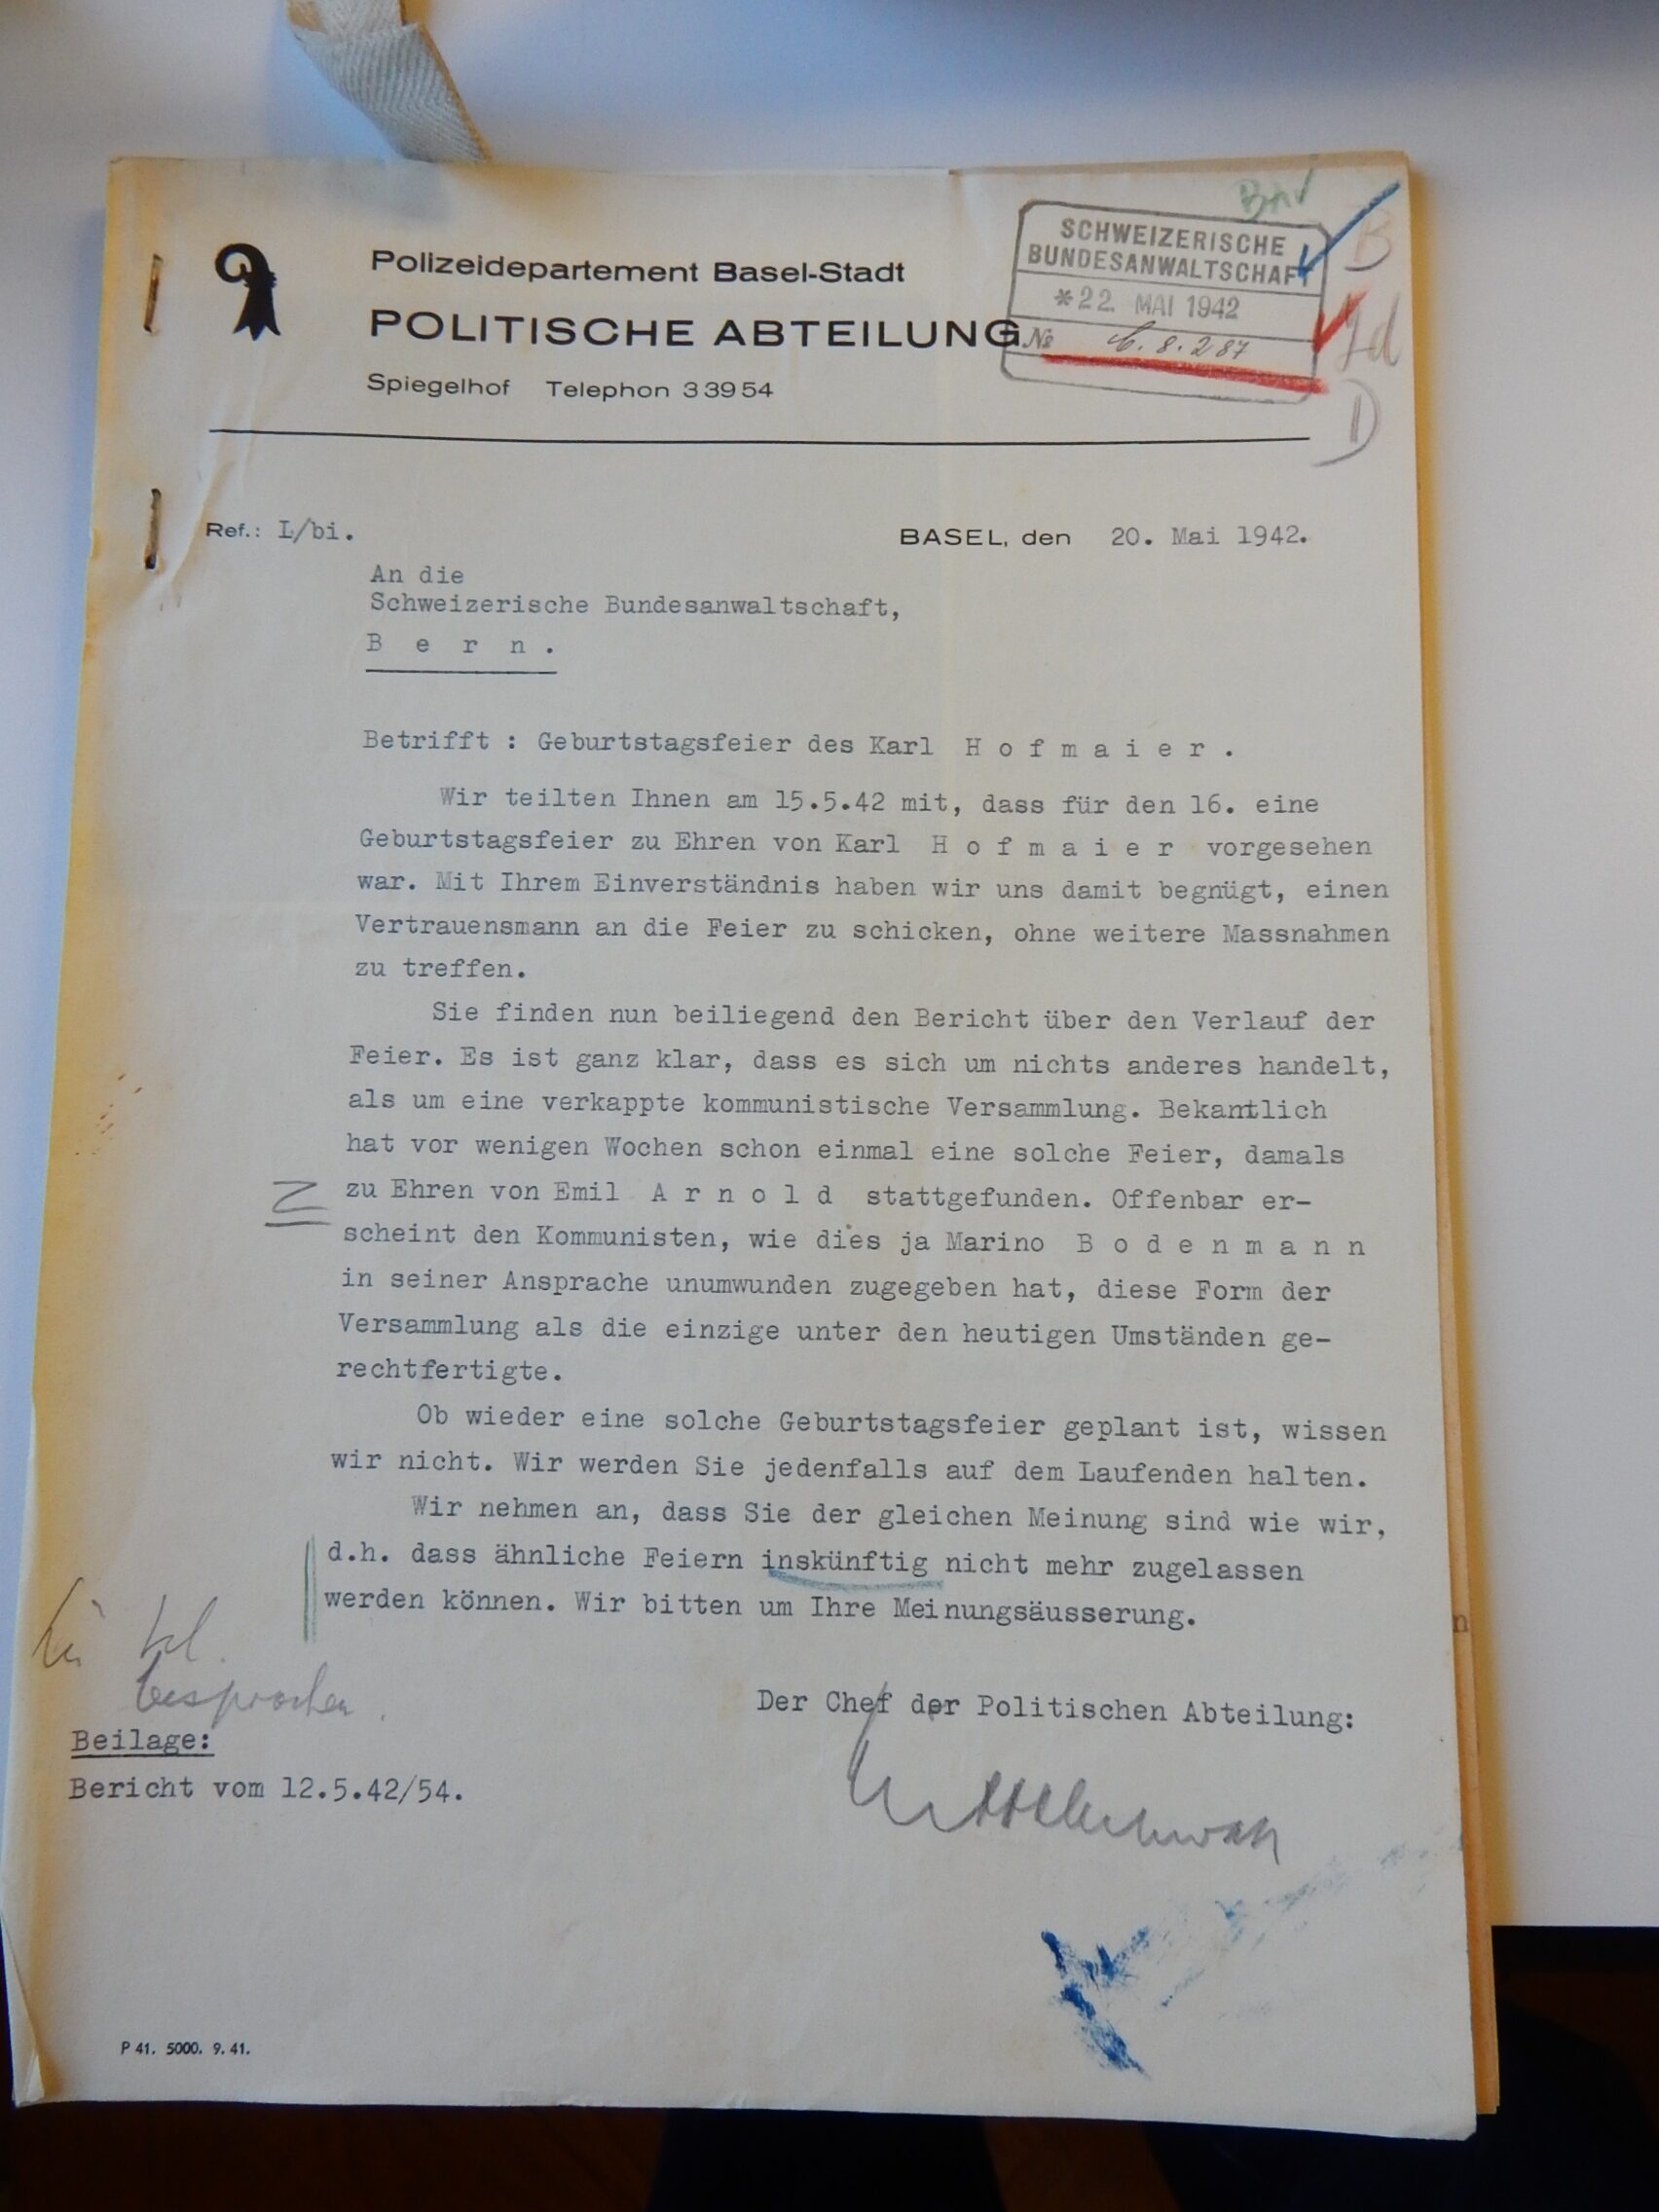 SCHWEIZERISCHE
BUNDESANWALTSCHAFT
*22. MAI 1942
№ C.8.287
B
D
Polizeidepartement Basel-Stadt
POLITISCHE ABTEILUNG
Spiegelhof Telephon 3 39 54
Ref.: L/bi.
BASEL, den 20. Mai 1942.
An die
Schweizerische Bundesanwaltschaft,
B e r n .
Betrifft : Geburtstagsfeier des Karl H o f m a i e r .
Wir teilten Ihnen am 15.5.42 mit, dass für den 16. eine
Geburtstagsfeier zu Ehren von Karl H o f m a i e r vorgesehen
war. Mit Ihrem Einverständnis haben wir uns damit begnügt, einen
Vertrauensmann an die Feier zu schicken, ohne weitere Massnahmen
zu treffen.
Sie finden nun beiliegend den Bericht über den Verlauf der
Feier. Es ist ganz klar, dass es sich um nichts anderes handelt,
als um eine verkappte kommunistische Versammlung. Bekantlich
hat vor wenigen Wochen schon einmal eine solche Feier, damals
zu Ehren von Emil A r n o l d stattgefunden. Offenbar er-
scheint den Kommunisten, wie dies ja Marino B o d e n m a n n
in seiner Ansprache unumwunden zugegeben hat, diese Form der
Versammlung als die einzige unter den heutigen Umständen ge-
rechtfertigte.
Ob wieder eine solche Geburtstagsfeier geplant ist, wissen
wir nicht. Wir werden Sie jedenfalls auf dem Laufenden halten.
Wir nehmen an, dass Sie der gleichen Meinung sind wie wir,
d.h. dass ähnliche Feiern inskünftig nicht mehr zugelassen
werden können. Wir bitten um Ihre Meinungsäusserung.
tel.
besprochen.
Der Chef der Politischen Abteilung:
Beilage:
Bericht vom 12.5.42/54.
P 41. 5000. 9. 41.